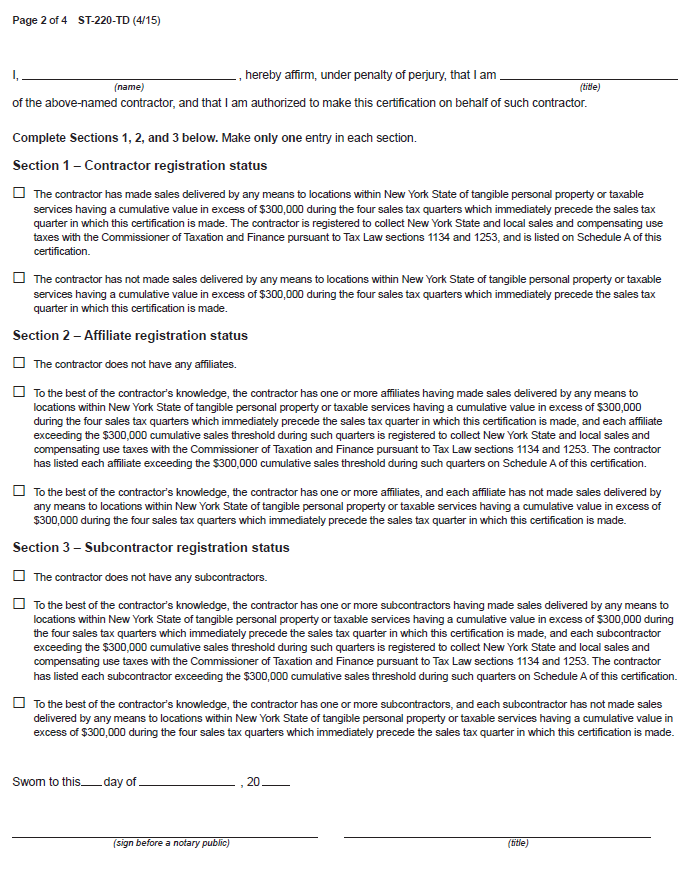 Page 2 of 4 ST-220-TD (4/15)
I, , hereby affirm, under penalty of perjury, that I am
(name) (title)
of the above-named contractor, and that I am authorized to make this certification on behalf of such contractor.
Complete Sections 1, 2, and 3 below. Make only one entry in each section.
Section 1 – Contractor registration status
The contractor has made sales delivered by any means to locations within New York State of tangible personal property or taxable
services having a cumulative value in excess of $300,000 during the four sales tax quarters which immediately precede the sales tax
quarter in which this certification is made. The contractor is registered to collect New York State and local sales and compensating use
taxes with the Commissioner of Taxation and Finance pursuant to Tax Law sections 1134 and 1253, and is listed on Schedule A of this
certification.
The contractor has not made sales delivered by any means to locations within New York State of tangible personal property or taxable
services having a cumulative value in excess of $300,000 during the four sales tax quarters which immediately precede the sales tax
quarter in which this certification is made.
Section 2 – Affiliate registration status
The contractor does not have any affiliates.
To the best of the contractor's knowledge, the contractor has one or more affiliates having made sales delivered by any means to
locations within New York State of tangible personal property or taxable services having a cumulative value in excess of $300,000
during the four sales tax quarters which immediately precede the sales tax quarter in which this certification is made, and each affiliate
exceeding the $300,000 cumulative sales threshold during such quarters is registered to collect New York State and local sales and
compensating use taxes with the Commissioner of Taxation and Finance pursuant to Tax Law sections 1134 and 1253. The contractor
has listed each affiliate exceeding the $300,000 cumulative sales threshold during such quarters on Schedule A of this certification.
To the best of the contractor's knowledge, the contractor has one or more affiliates, and each affiliate has not made sales delivered by
any means to locations within New York State of tangible personal property or taxable services having a cumulative value in excess of
$300,000 during the four sales tax quarters which immediately precede the sales tax quarter in which this certification is made.
Section 3 – Subcontractor registration status
The contractor does not have any subcontractors.
To the best of the contractor's knowledge, the contractor has one or more subcontractors having made sales delivered by any means to
locations within New York State of tangible personal property or taxable services having a cumulative value in excess of $300,000 during
the four sales tax quarters which immediately precede the sales tax quarter in which this certification is made, and each subcontractor
exceeding the $300,000 cumulative sales threshold during such quarters is registered to collect New York State and local sales and
compensating use taxes with the Commissioner of Taxation and Finance pursuant to Tax Law sections 1134 and 1253. The contractor
has listed each subcontractor exceeding the $300,000 cumulative sales threshold during such quarters on Schedule A of this certification.
To the best of the contractor's knowledge, the contractor has one or more subcontractors, and each subcontractor has not made sales
delivered by any means to locations within New York State of tangible personal property or taxable services having a cumulative value in
excess of $300,000 during the four sales tax quarters which immediately precede the sales tax quarter in which this certification is made.
Sworn to this day of , 20
(sign before a notary public) (title)